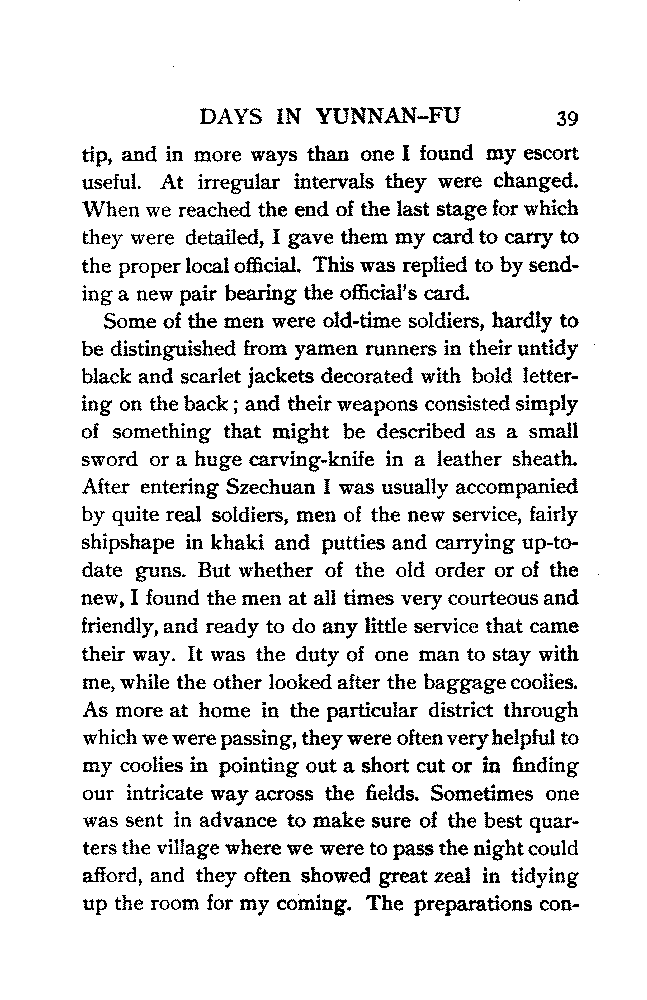 DAYS IN YUNNAN-FU 39
tip, and in more ways than one I found my escort
useful. At irregular intervals they were changed.
When we reached the end of the last stage for which
they were detailed, I gave them my card to carry to
the proper local official. This was replied to by send-
ing a new pair bearing the official's card.
Some of the men were old-time soldiers, hardly to
be distinguished from yamen runners in their untidy
black and scarlet jackets decorated with bold letter-
ing on the back; and their weapons consisted simply
of something that might be described as a small
sword or a huge carving-knife in a leather sheath.
After entering Szechuan I was usually accompanied
by quite real soldiers, men of the new service, fairly
shipshape in khaki and putties and carrying up-to-
date guns. But whether of the old order or of the
new, I found the men at all times very courteous and
friendly, and ready to do any little service that came
their way. It was the duty of one man to stay with
me, while the other looked after the baggage coolies.
As more at home in the particular district through
which we were passing, they were often very helpful to
my coolies in pointing out a short cut or in finding
our intricate way across the fields. Sometimes one
was sent in advance to make sure of the best quar-
ters the village where we were to pass the night could
afford, and they often showed great zeal in tidying
up the room for my coming. The preparations con-